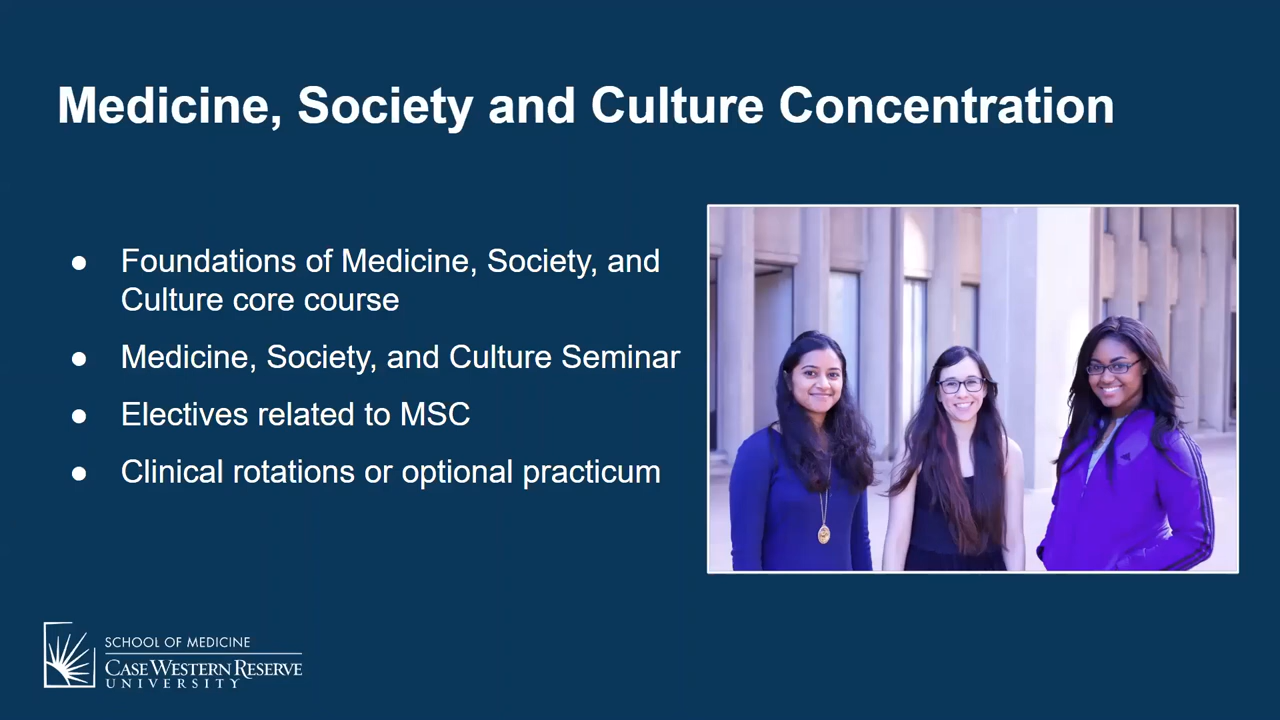 Medicine, Society and Culture Concentration
● Foundations of Medicine, Society, and
Culture core course
● Medicine, Society, and Culture Seminar
● Electives related to MSC
● Clinical rotations or optional practicum
SCHOOL OF MEDICINE
CASE WESTERN RESERVE
UNIVERSITY